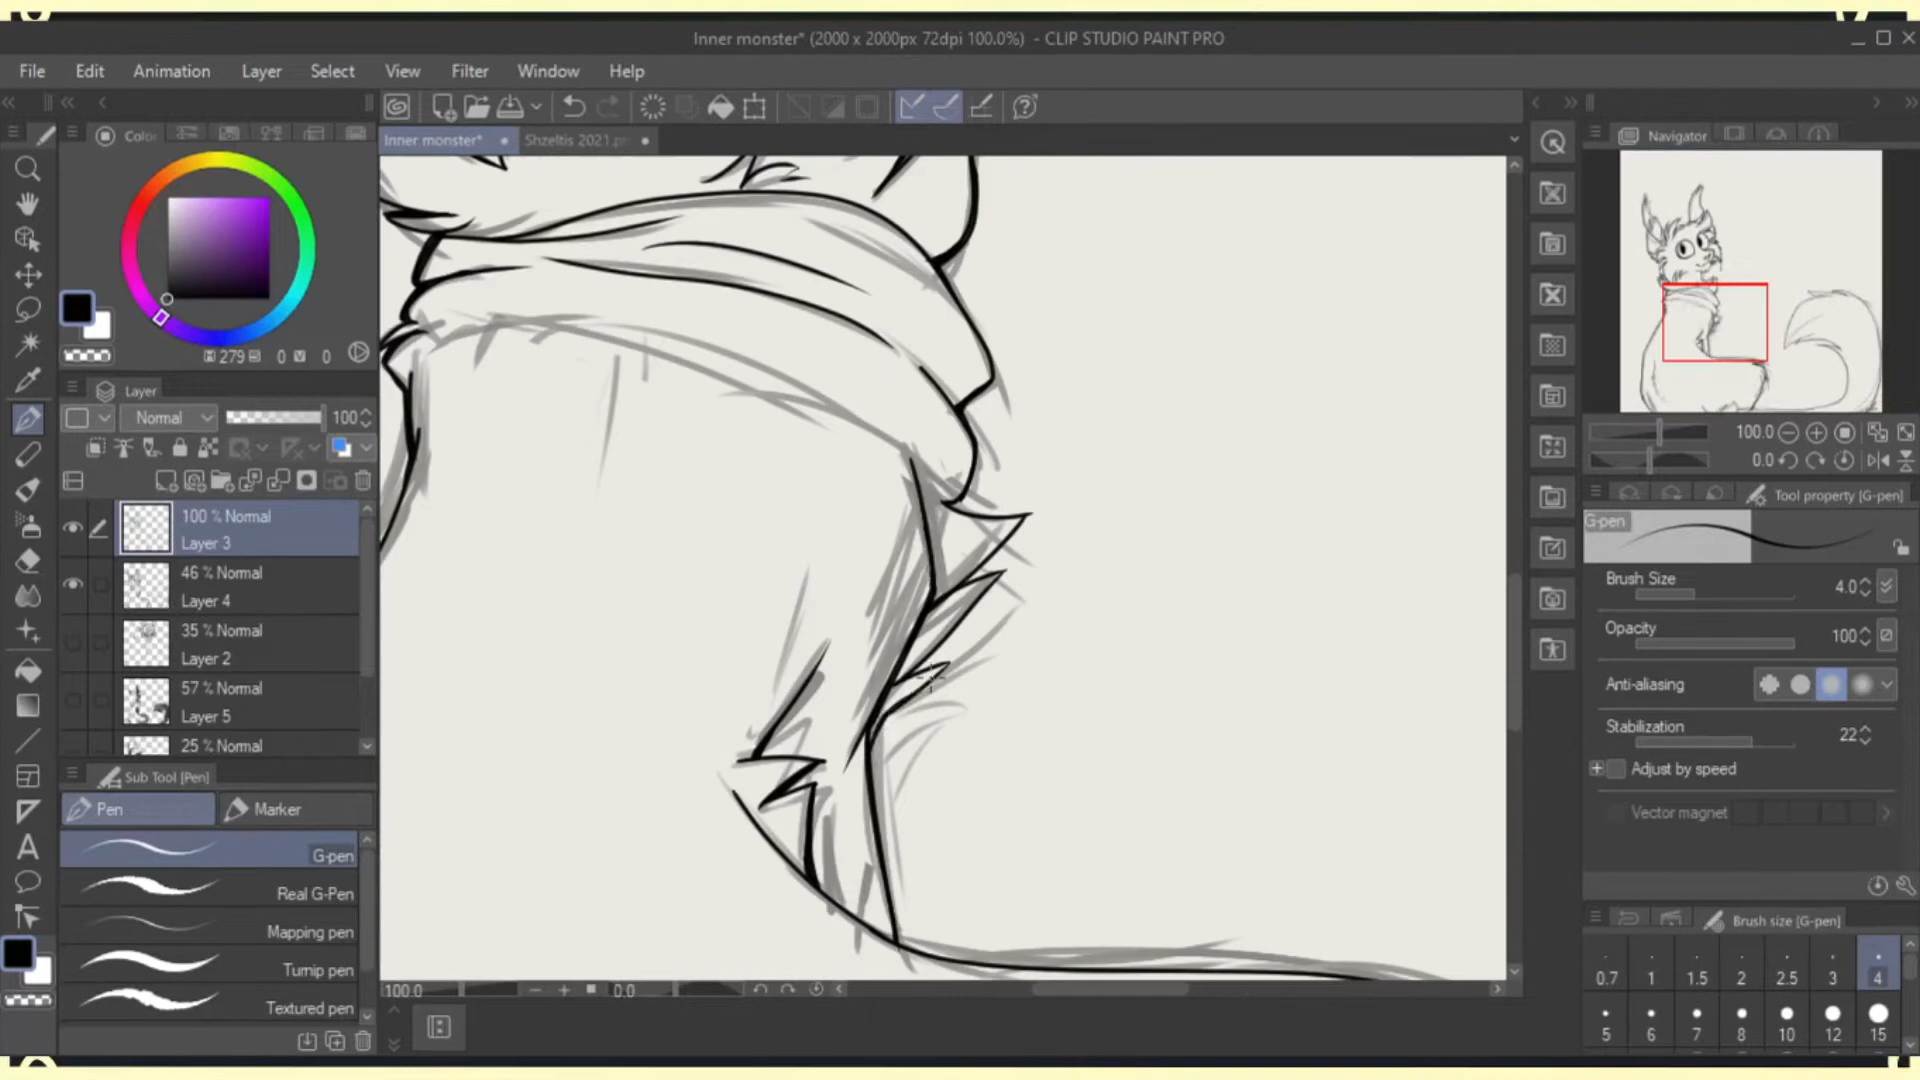 Inner monster* (2000 x 2000px 72dpi 100.0%) - CLIP STUDIO PAINT PRO
File Edit Animation Layer Select View Filter Window Help
Inner monster* Shzeltis 2021.
Navigator
279 0 0
Layer
Normal 100
100 % Normal
Layer 3
46 % Normal
Layer 4
35 % Normal
Layer 2
57 % Normal
Layer 5
25 % Normal
Sub Tool [Pen]
Pen Marker
G-pen
Real G-Pen
Mapping pen
Turnip pen
Textured pen
100.0 0.0
100.0
0.0
Tool property [G-pen]
G-pen
Brush Size 4.0
Opacity 100
Anti-aliasing
Stabilization 22
Adjust by speed
Vector magnet
Brush size [G-pen]
0.7 1 1.5 2 2.5 3 4
5 6 7 8 10 12 15